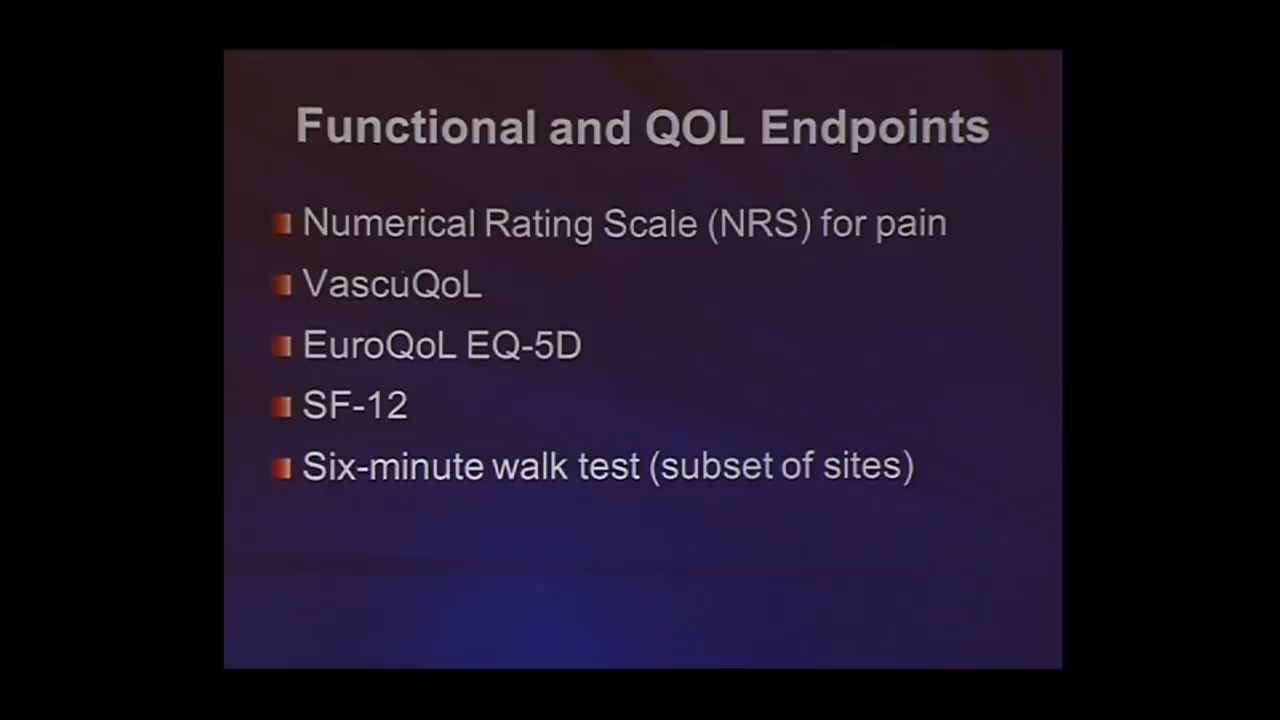 Functional and QOL Endpoints
Numerical Rating Scale (NRS) for pain
VascuQoL
EuroQoL EQ-5D
SF-12
Six-minute walk test (subset of sites)